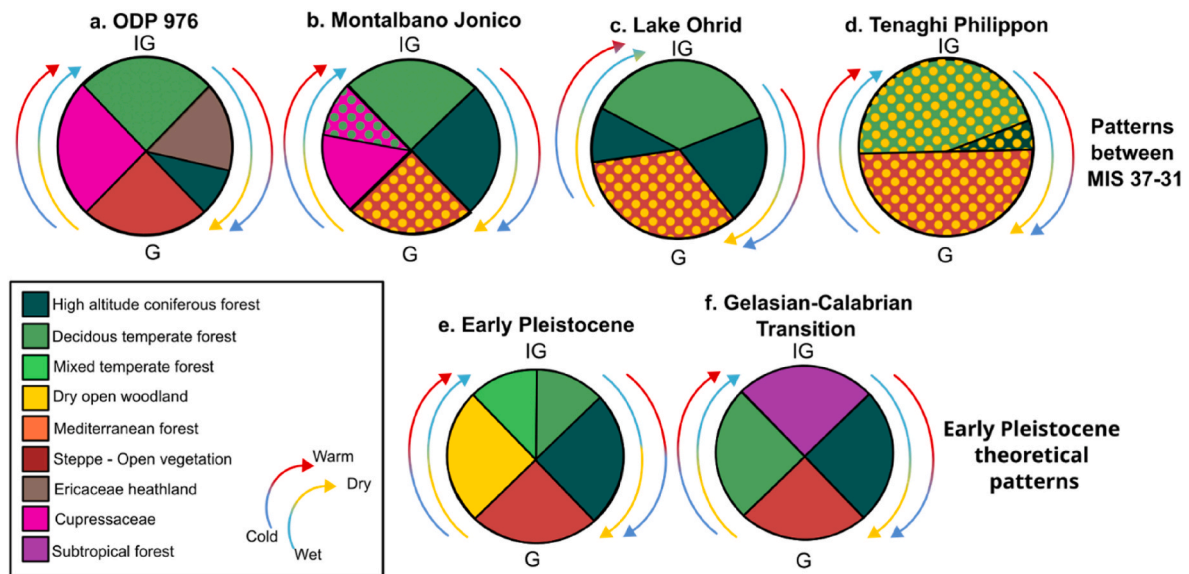 a. ODP 976
IG
G
b. Montalbano Jonico
IG
G
c. Lake Ohrid
IG
G
d. Tenaghi Philippon
IG
G
Patterns
between
MIS 37-31
High altitude coniferous forest
Decidous temperate forest
Mixed temperate forest
Dry open woodland
Mediterranean forest
Steppe - Open vegetation
Ericaceae heathland
Cupressaceae
Subtropical forest
Warm
Dry
Cold
Wet
e. Early Pleistocene
IG
G
f. Gelasian-Calabrian
Transition
IG
G
Early Pleistocene
theoretical
patterns